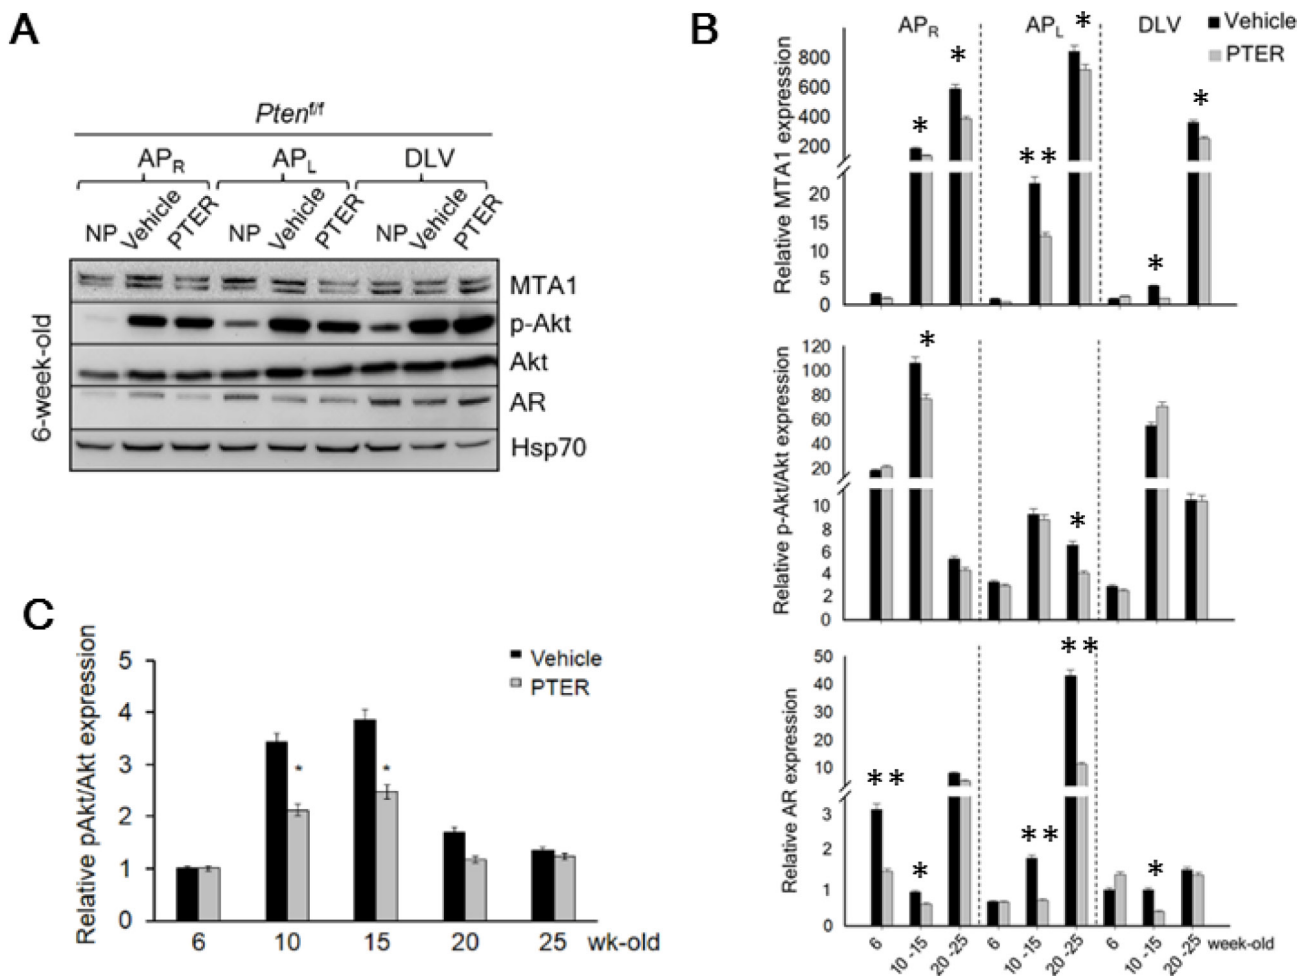 A
Pten^f/f
AP_R AP_L DLV
NP Vehicle PTER NP Vehicle PTER NP Vehicle PTER
6-week-old
MTA1
p-Akt
Akt
AR
Hsp70
B
AP_R AP_L DLV
Vehicle
PTER
Relative MTA1 expression
800
600
400
200
20
15
10
5
0
* * ** * * *
Relative p-Akt/Akt expression
120
100
80
60
40
20
10
8
6
4
2
0
* *
Relative AR expression
50
40
30
20
10
3
2
1
0
** * ** ** *
6 10-15 20-25 6 10-15 20-25 6 10-15 20-25 week-old
C
Relative pAkt/Akt expression
5
4
3
2
1
0
Vehicle
PTER
* *
6 10 15 20 25 wk-old